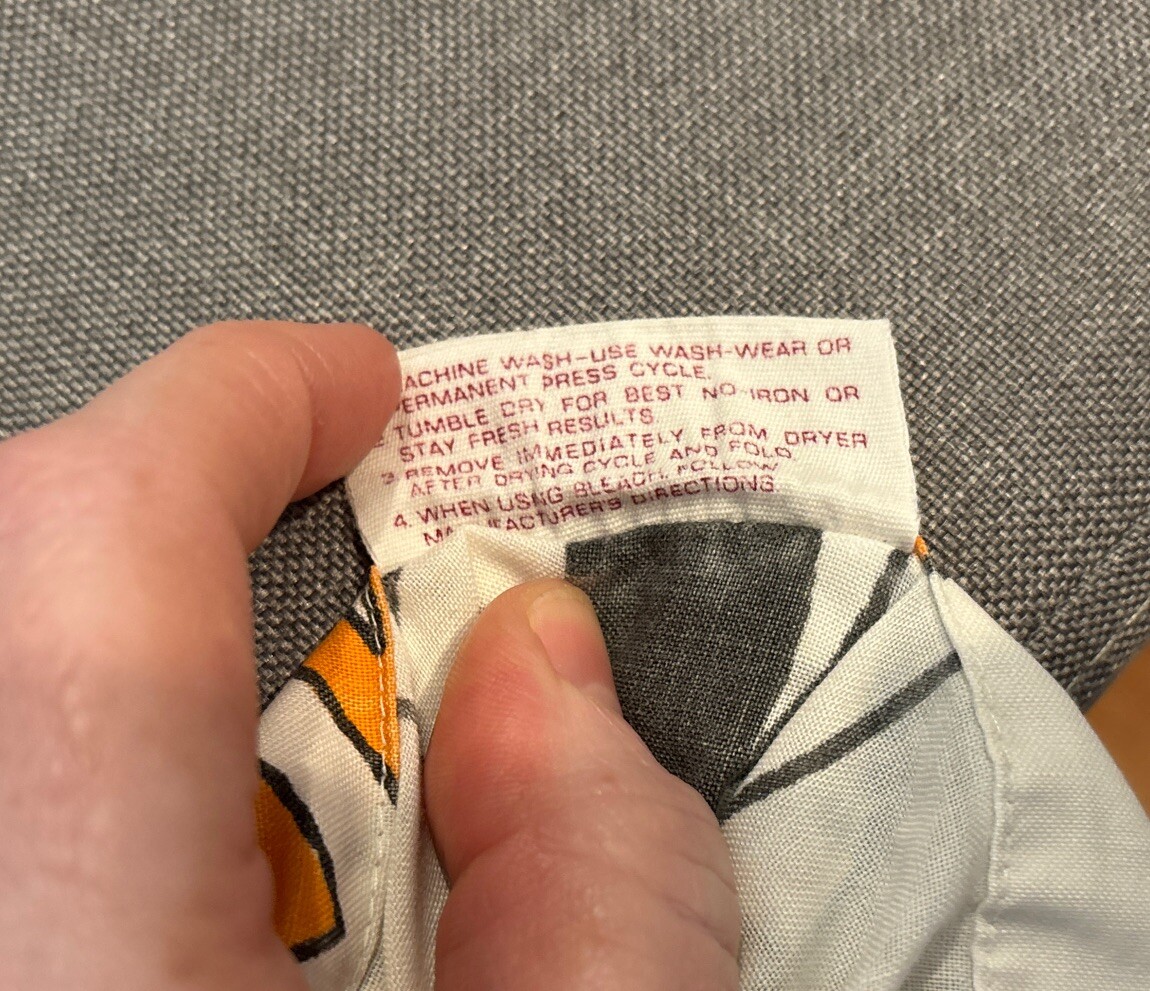 ACHINE WASH-USE WASH-WEAR OR
PERMANENT PRESS CYCLE.
TUMBLE DRY FOR BEST NO-IRON OR
STAY FRESH RESULTS.
3 REMOVE IMMEDIATELY FROM DRYER
AFTER DRYING CYCLE AND FOLD
4. WHEN USING BLEACH, FOLLOW
MANUFACTURER'S DIRECTIONS.